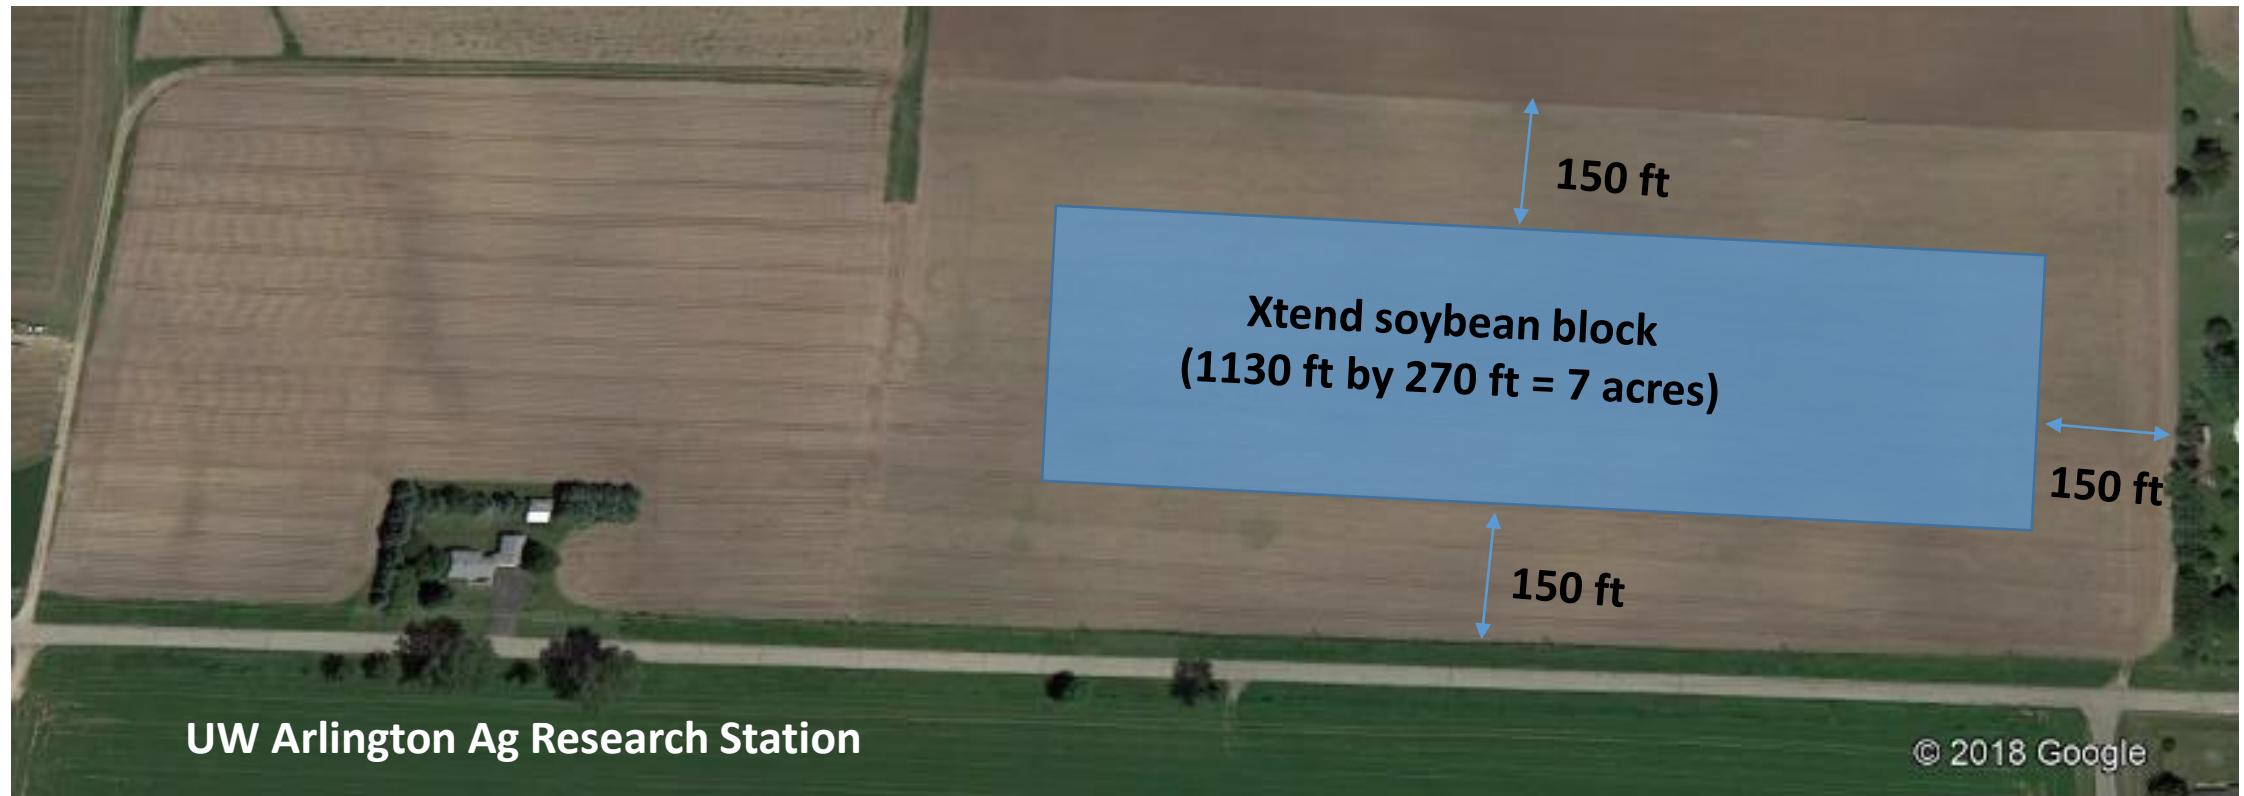 150 ft
Xtend soybean block
(1130 ft by 270 ft = 7 acres)
150 ft
150 ft
UW Arlington Ag Research Station
© 2018 Google